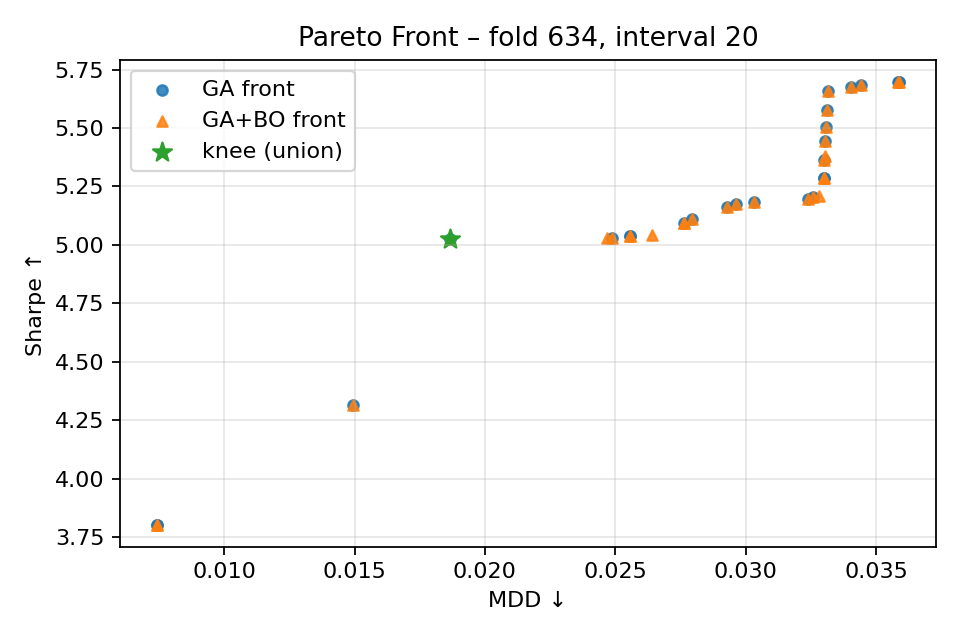 Pareto Front – fold 634, interval 20
GA front
GA+BO front
knee (union)
Sharpe ↑
5.75
5.50
5.25
5.00
4.75
4.50
4.25
4.00
3.75
0.010 0.015 0.020 0.025 0.030 0.035
MDD ↓